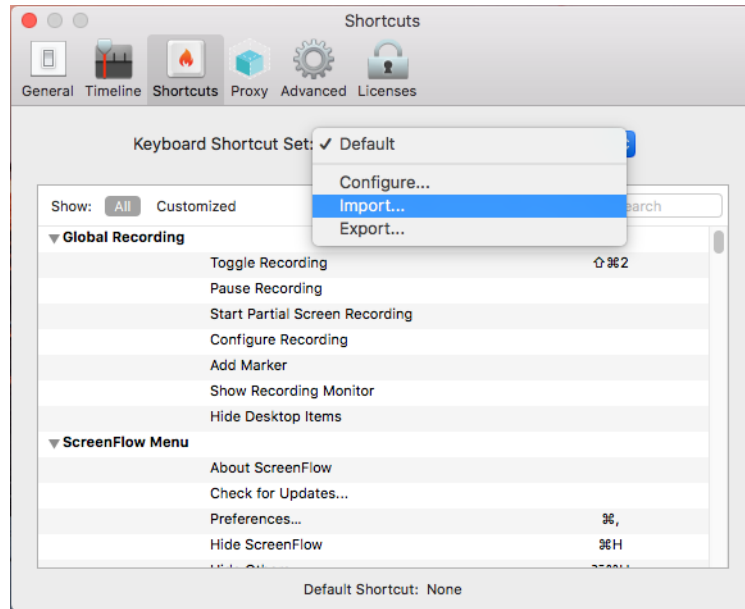 Shortcuts
General Timeline Shortcuts Proxy Advanced Licenses
Keyboard Shortcut Set: ✓ Default
Configure...
Import...
Export...
Show: All Customized
Global Recording
Toggle Recording ⇧⌘2
Pause Recording
Start Partial Screen Recording
Configure Recording
Add Marker
Show Recording Monitor
Hide Desktop Items
ScreenFlow Menu
About ScreenFlow
Check for Updates...
Preferences... ⌘,
Hide ScreenFlow ⌘H
Default Shortcut: None